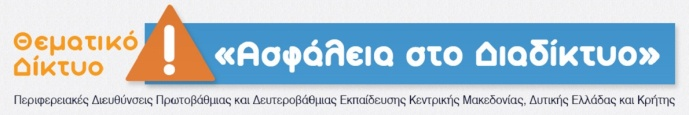 Θεματικό
Δίκτυο
!
«Ασφάλεια στο Διαδίκτυο»
Περιφερειακές Διευθύνσεις Πρωτοβάθμιας και Δευτεροβάθμιας Εκπαίδευσης Κεντρικής Μακεδονίας, Δυτικής Ελλάδας και Κρήτης